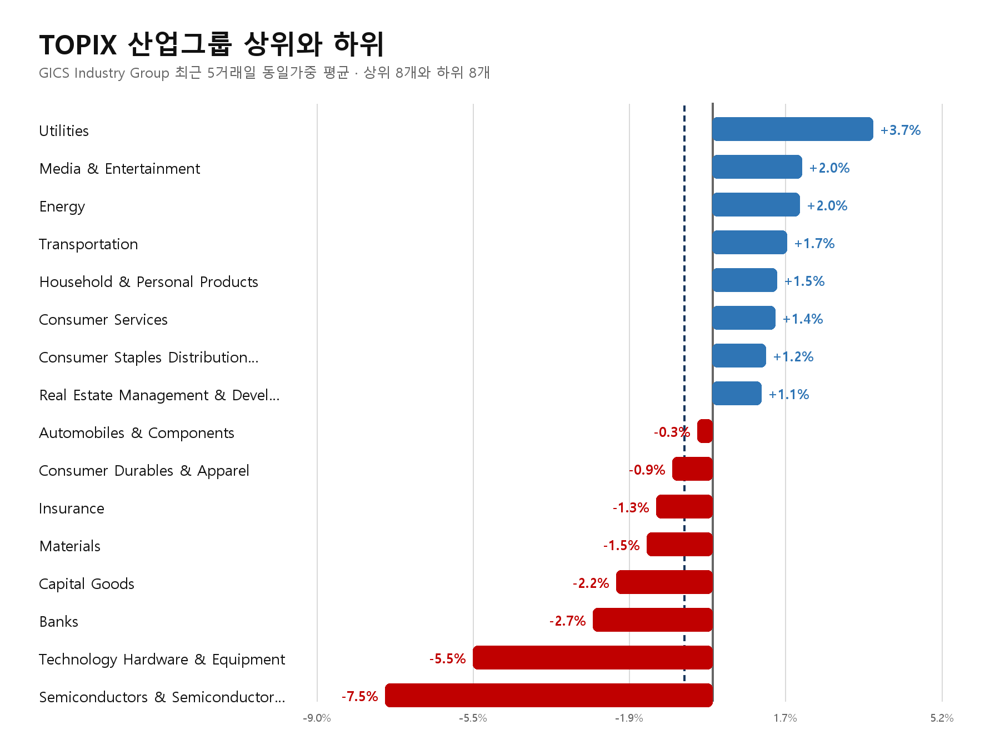 TOPIX 산업그룹 상위와 하위
GICS Industry Group 최근 5거래일 동일가중 평균 · 상위 8개와 하위 8개
Utilities +3.7%
Media & Entertainment +2.0%
Energy +2.0%
Transportation +1.7%
Household & Personal Products +1.5%
Consumer Services +1.4%
Consumer Staples Distribution... +1.2%
Real Estate Management & Devel... +1.1%
Automobiles & Components -0.3%
Consumer Durables & Apparel -0.9%
Insurance -1.3%
Materials -1.5%
Capital Goods -2.2%
Banks -2.7%
Technology Hardware & Equipment -5.5%
Semiconductors & Semiconductor... -7.5%
-9.0% -5.5% -1.9% 1.7% 5.2%